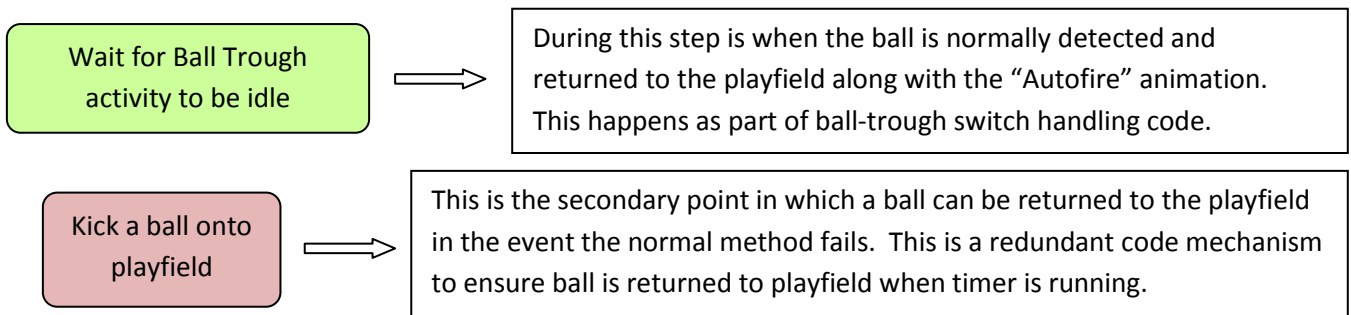 Wait for Ball Trough
activity to be idle
During this step is when the ball is normally detected and
returned to the playfield along with the “Autofire” animation.
This happens as part of ball-trough switch handling code.
Kick a ball onto
playfield
This is the secondary point in which a ball can be returned to the playfield
in the event the normal method fails.  This is a redundant code mechanism
to ensure ball is returned to playfield when timer is running.